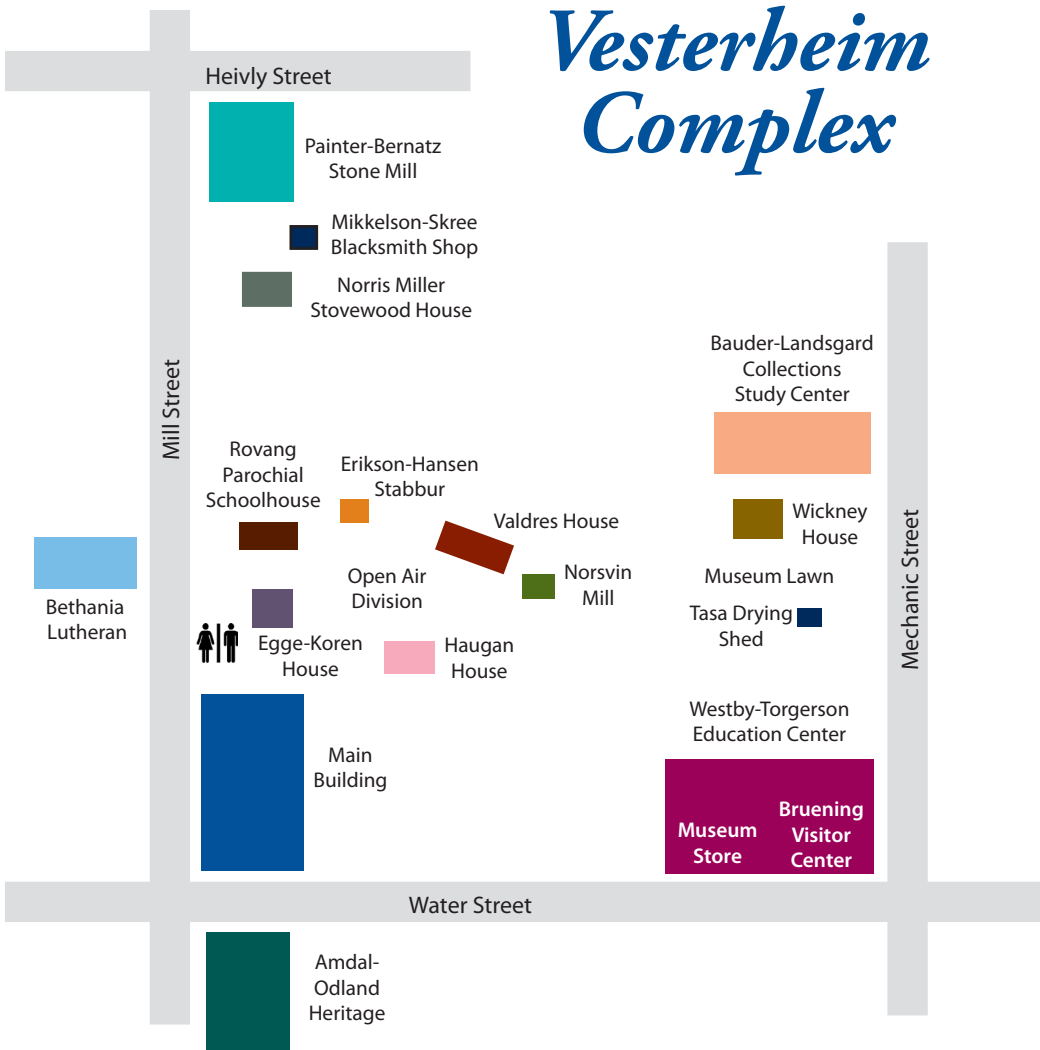 Vesterheim
Complex
Heivly Street
Painter-Bernatz
Stone Mill
Mikkelson-Skree
Blacksmith Shop
Norris Miller
Stovewood House
Mill Street
Bauder-Landsgard
Collections
Study Center
Rovang
Parochial
Schoolhouse
Erikson-Hansen
Stabbur
Valdres House
Wickney
House
Mechanic Street
Bethania
Lutheran
Open Air
Division
Norsvin
Mill
Museum Lawn
Tasa Drying
Shed
Egge-Koren
House
Haugan
House
Main
Building
Westby-Torgerson
Education Center
Museum
Store
Bruening
Visitor
Center
Water Street
Amdal-
Odland
Heritage